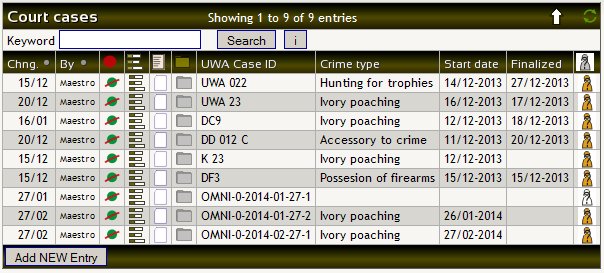 Court cases Showing 1 to 9 of 9 entries
Keyword Search i
Chng. By UWA Case ID Crime type Start date Finalized
15/12 Maestro UWA 022 Hunting for trophies 14/12-2013 27/12-2013
20/12 Maestro UWA 23 Ivory poaching 16/12-2013 17/12-2013
16/01 Maestro DC9 Ivory poaching 12/12-2013 18/12-2013
20/12 Maestro DD 012 C Accessory to crime 11/12-2013 20/12-2013
15/12 Maestro K 23 Ivory poaching 12/12-2013
15/12 Maestro DF3 Possesion of firearms 15/12-2013 15/12-2013
27/01 Maestro OMNI-0-2014-01-27-1
27/02 Maestro OMNI-0-2014-01-27-2 Ivory poaching 26/01-2014
27/02 Maestro OMNI-0-2014-02-27-1 Ivory poaching 27/02-2014
Add NEW Entry